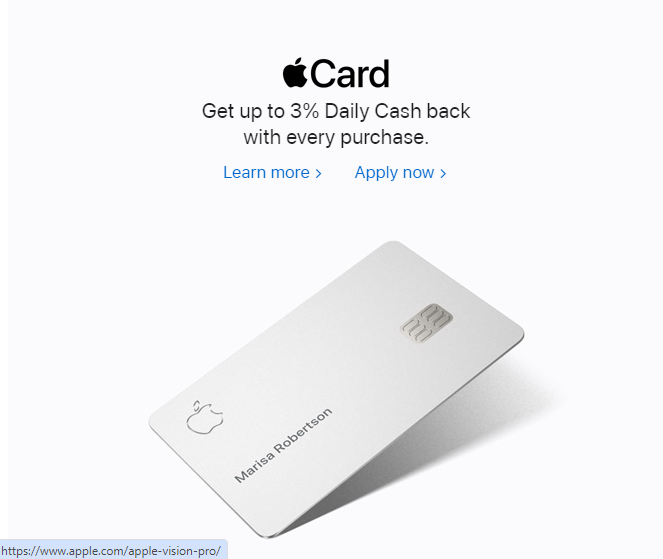 Card
Get up to 3% Daily Cash back
with every purchase.
Learn more >
Apply now >
Marisa Robertson
https://www.apple.com/apple-vision-pro/